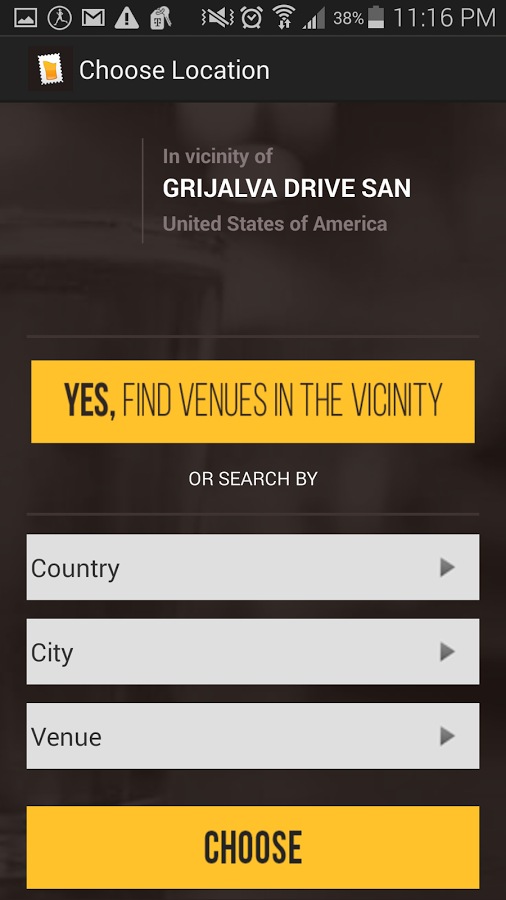 38% 11:16 PM
Choose Location
In vicinity of
GRIJALVA DRIVE SAN
United States of America
YES, FIND VENUES IN THE VICINITY
OR SEARCH BY
Country
City
Venue
CHOOSE